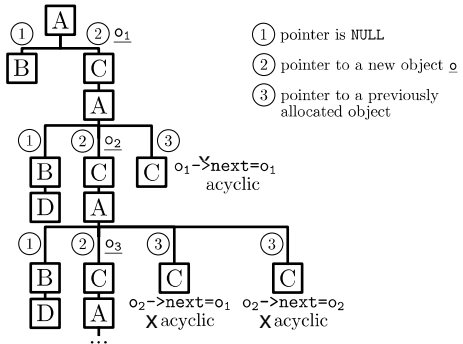 A
1 2 o1
B C
A
1 2 o2 3
B C C
D A
o1->next=o1
acyclic
1 2 o3 3 3
B C C C
D A
o2->next=o1 o2->next=o2
X acyclic X acyclic
...
1 pointer is NULL
2 pointer to a new object o
3 pointer to a previously
allocated object